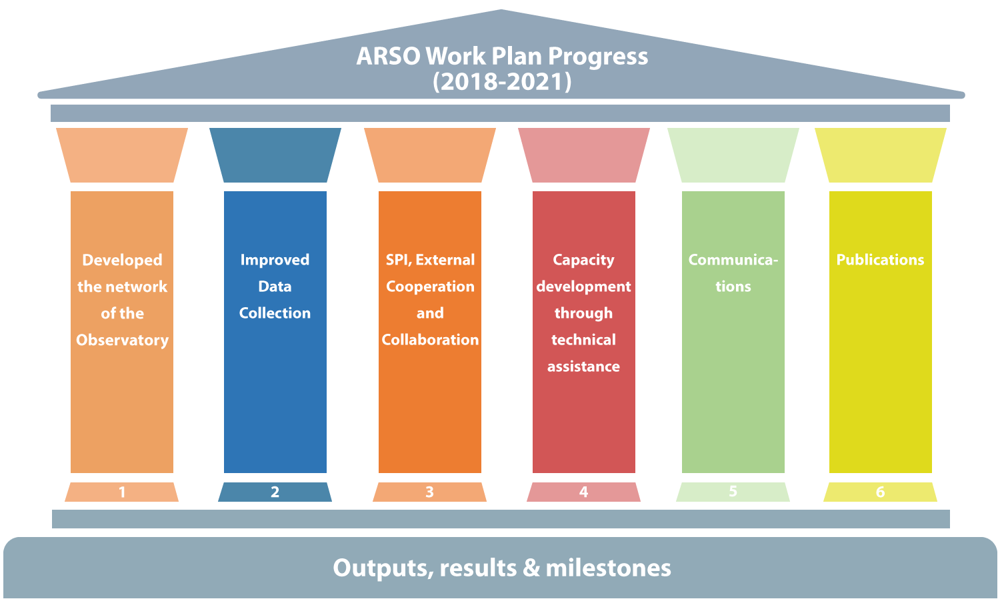 ARSO Work Plan Progress
(2018-2021)
Developed
the network
of the
Observatory
1
Improved
Data
Collection
2
SPI, External
Cooperation
and
Collaboration
3
Capacity
development
through
technical
assistance
4
Communica-
tions
5
Publications
6
Outputs, results & milestones